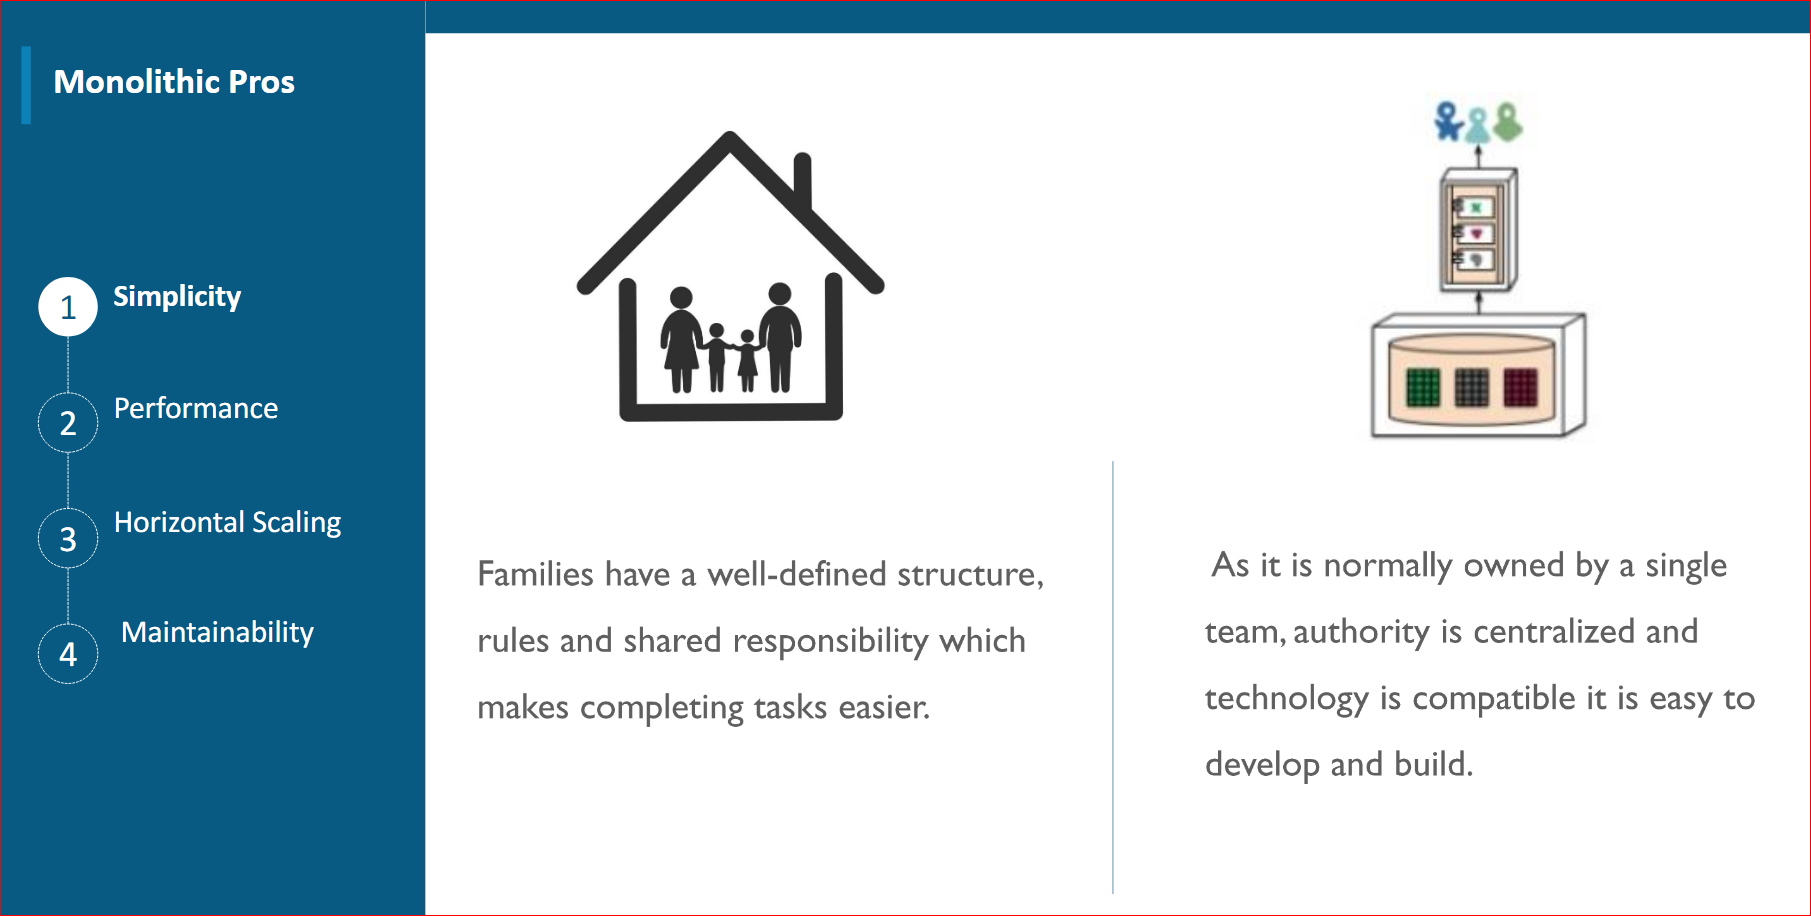 Monolithic Pros
1 Simplicity
2 Performance
3 Horizontal Scaling
4 Maintainability
Families have a well-defined structure,
rules and shared responsibility which
makes completing tasks easier.
As it is normally owned by a single
team, authority is centralized and
technology is compatible it is easy to
develop and build.